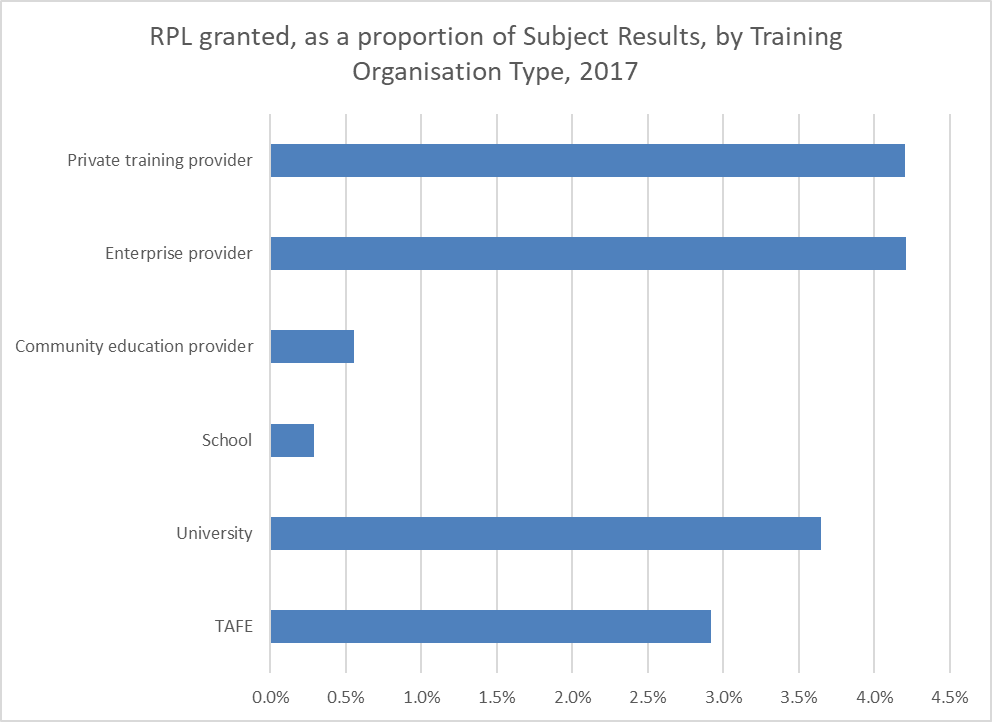 RPL granted, as a proportion of Subject Results, by Training
Organisation Type, 2017
Private training provider
Enterprise provider
Community education provider
School
University
TAFE
0.0% 0.5% 1.0% 1.5% 2.0% 2.5% 3.0% 3.5% 4.0% 4.5%